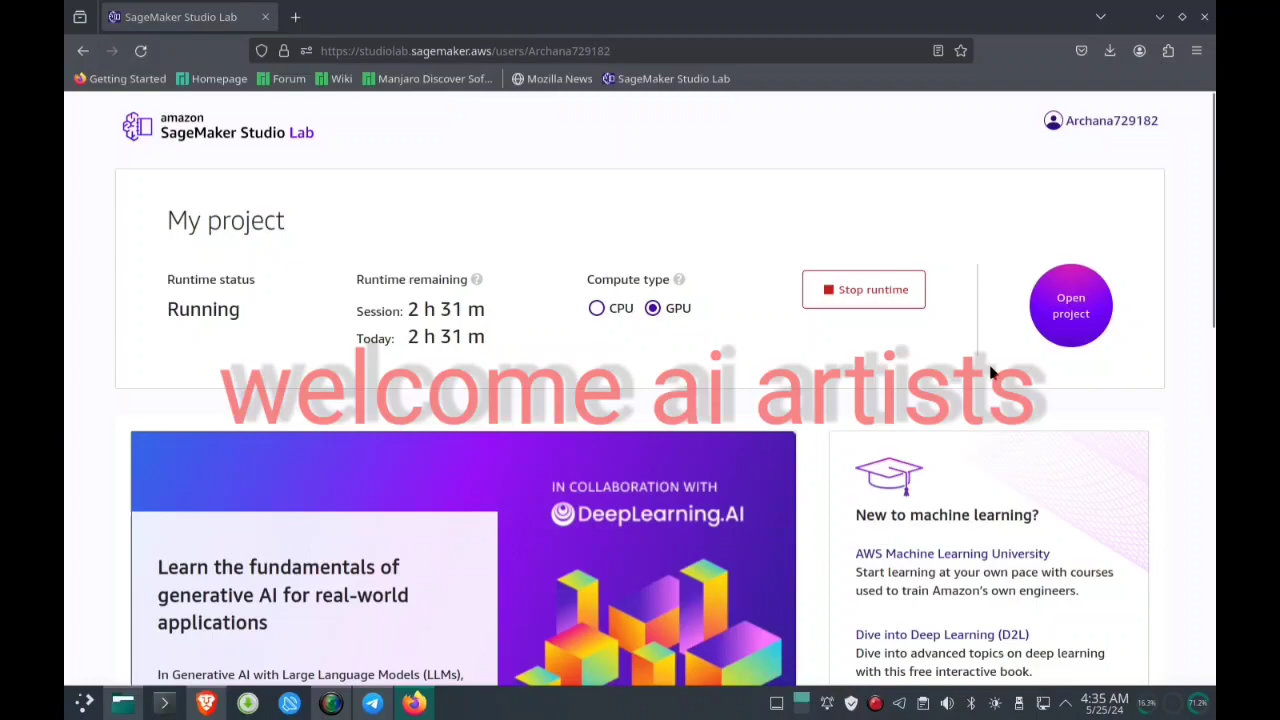 SageMaker Studio Lab
https://studiolab.sagemaker.aws/users/Archana729182
Getting Started Homepage Forum Wiki Manjaro Discover Sof... Mozilla News SageMaker Studio Lab
amazon
SageMaker Studio Lab
Archana729182
My project
Runtime status
Running
Runtime remaining
Session: 2 h 31 m
Today: 2 h 31 m
Compute type
CPU GPU
Stop runtime
Open
project
welcome ai artists
IN COLLABORATION WITH
DeepLearning.AI
Learn the fundamentals of
generative AI for real-world
applications
In Generative AI with Large Language Models (LLMs),
New to machine learning?
AWS Machine Learning University
Start learning at your own pace with courses
used to train Amazon's own engineers.
Dive into Deep Learning (D2L)
Dive into advanced topics on deep learning
with this free interactive book.
4:35 AM
5/25/24
16.3%
71.2%